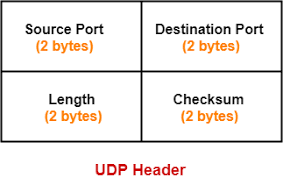 Source Port
(2 bytes)
Destination Port
(2 bytes)
Length
(2 bytes)
Checksum
(2 bytes)
UDP Header